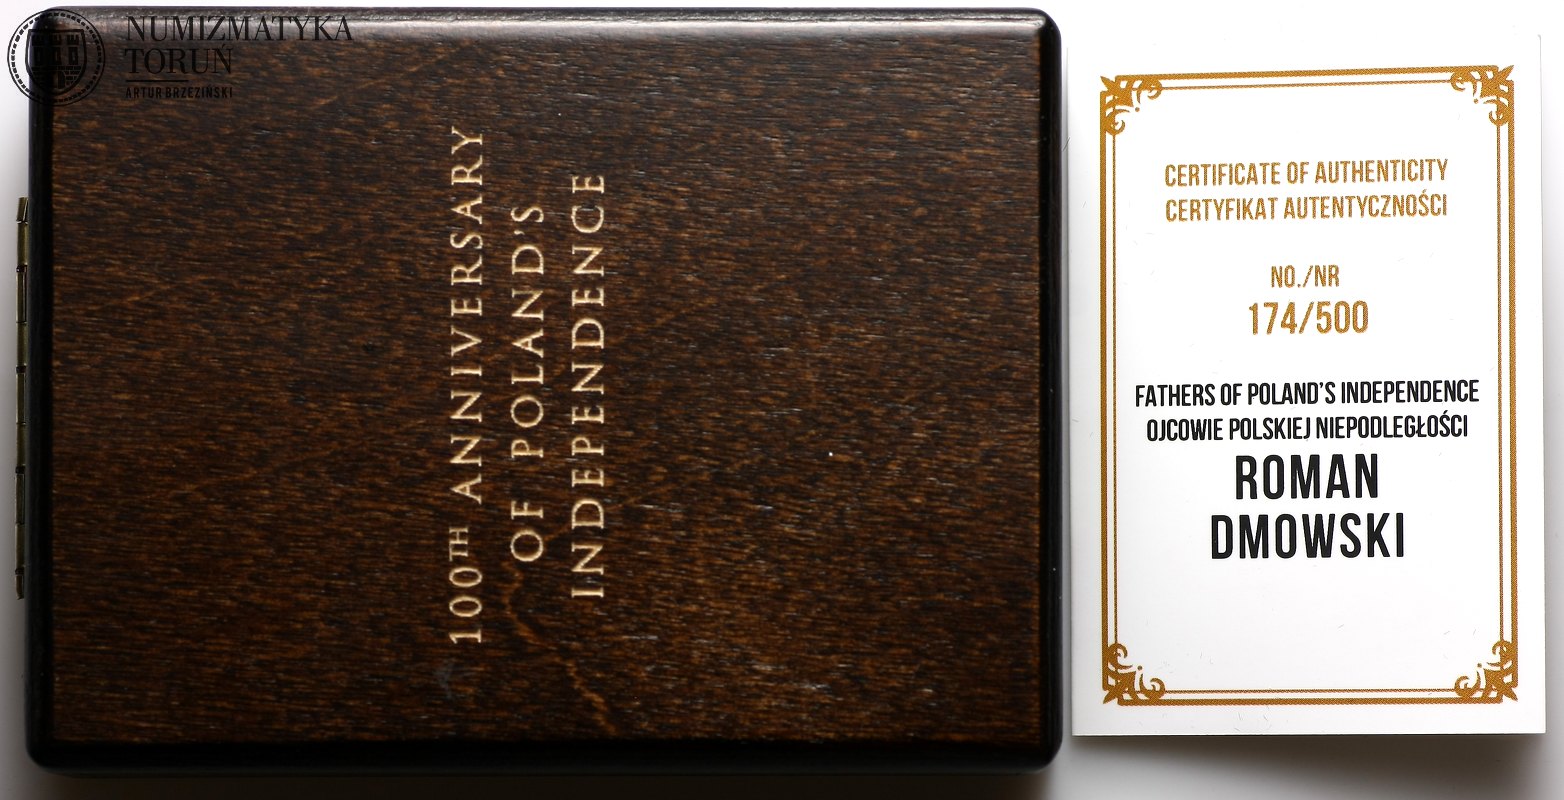 NUMIZMATYKA
TORUŃ
ARTUR BRZEZIŃSKI
100TH ANNIVERSARY
OF POLAND'S
INDEPENDENCE
CERTIFICATE OF AUTHENTICITY
CERTYFIKAT AUTENTYCZNOŚCI
NO./NR
174/500
FATHERS OF POLAND'S INDEPENDENCE
OJCOWIE POLSKIEJ NIEPODLEGŁOŚCI
ROMAN
DMOWSKI